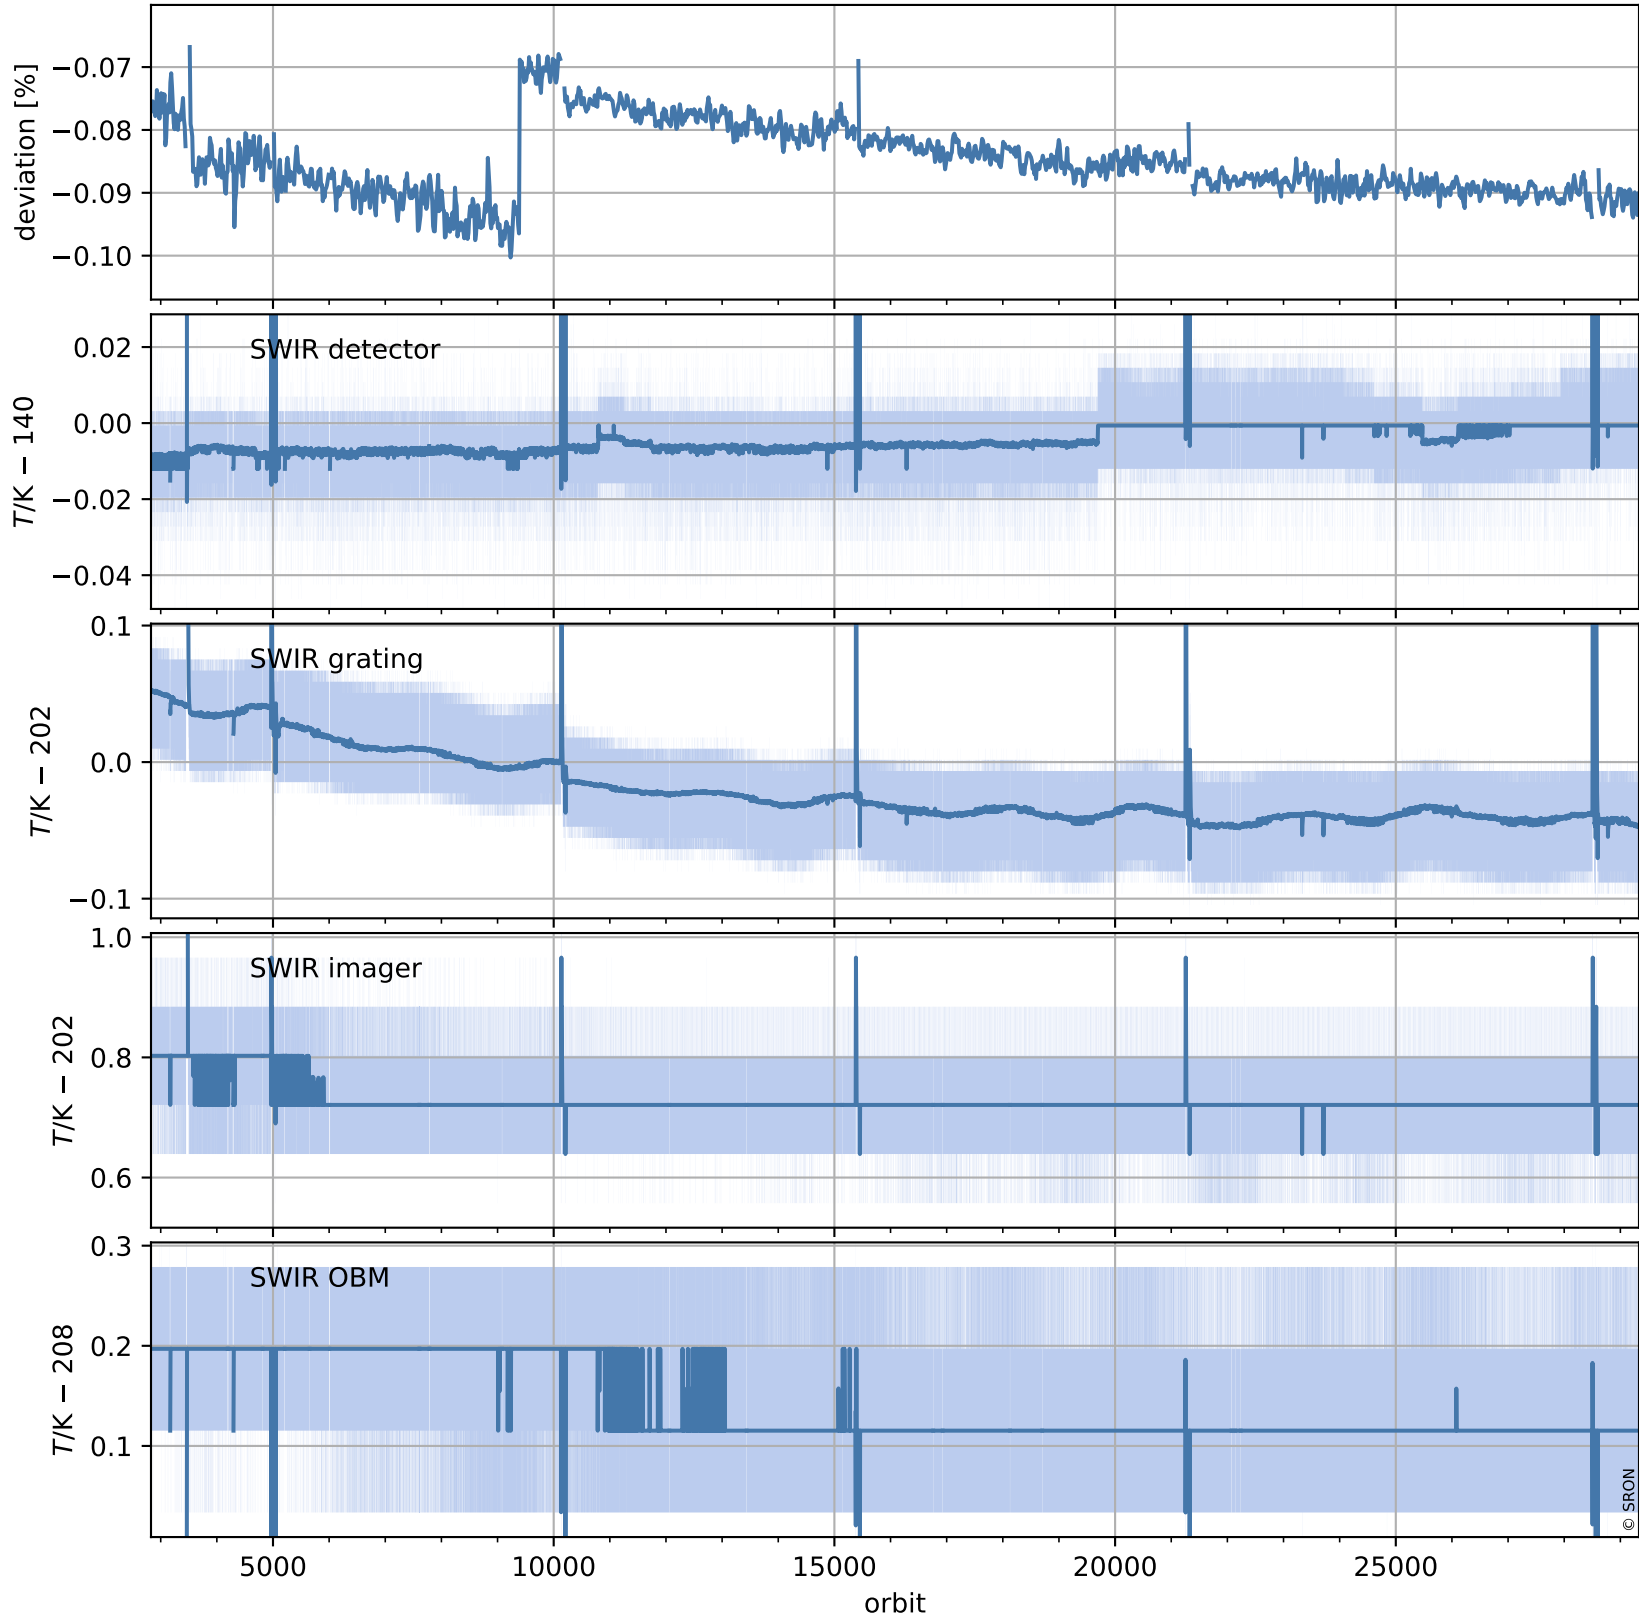 deviation [%]
−0.07
−0.08
−0.09
−0.10
T/K − 140
SWIR detector
0.02
0.00
−0.02
−0.04
T/K − 202
SWIR grating
0.1
0.0
−0.1
T/K − 202
SWIR imager
1.0
0.8
0.6
T/K − 208
SWIR OBM
0.3
0.2
0.1
© SRON
5000 10000 15000 20000 25000
orbit